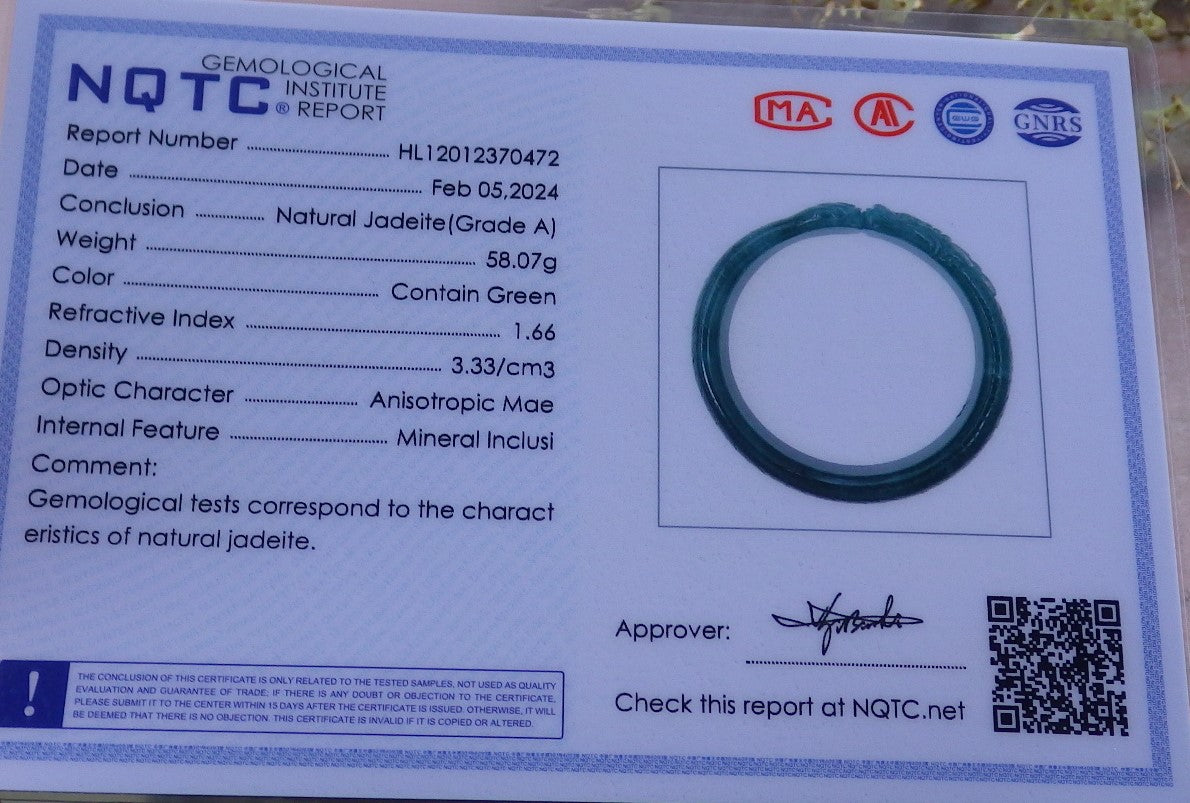 NQTC® GEMOLOGICAL INSTITUTE REPORT
MA
GNRS
Report Number ........ HL12012370472
Date ........ Feb 05,2024
Conclusion ........ Natural Jadeite(Grade A)
Weight ........ 58.07g
Color ........ Contain Green
Refractive Index ........ 1.66
Density ........ 3.33/cm3
Optic Character ........ Anisotropic Mae
Internal Feature ........ Mineral Inclusi
Comment:
Gemological tests correspond to the charact
eristics of natural jadeite.
! THE CONCLUSION OF THIS CERTIFICATE IS ONLY RELATED TO THE TESTED SAMPLES, NOT USED AS QUALITY
EVALUATION AND GUARANTEE OF TRADE; IF THERE IS ANY DOUBT OR OBJECTION TO THE CERTIFICATE,
PLEASE SUBMIT IT TO THE CENTER WITHIN 15 DAYS AFTER THE CERTIFICATE IS ISSUED. OTHERWISE, IT WILL
BE DEEMED THAT THERE IS NO OBJECTION. THIS CERTIFICATE IS INVALID IF IT IS COPIED OR ALTERED.
Approver:
Check this report at NQTC.net